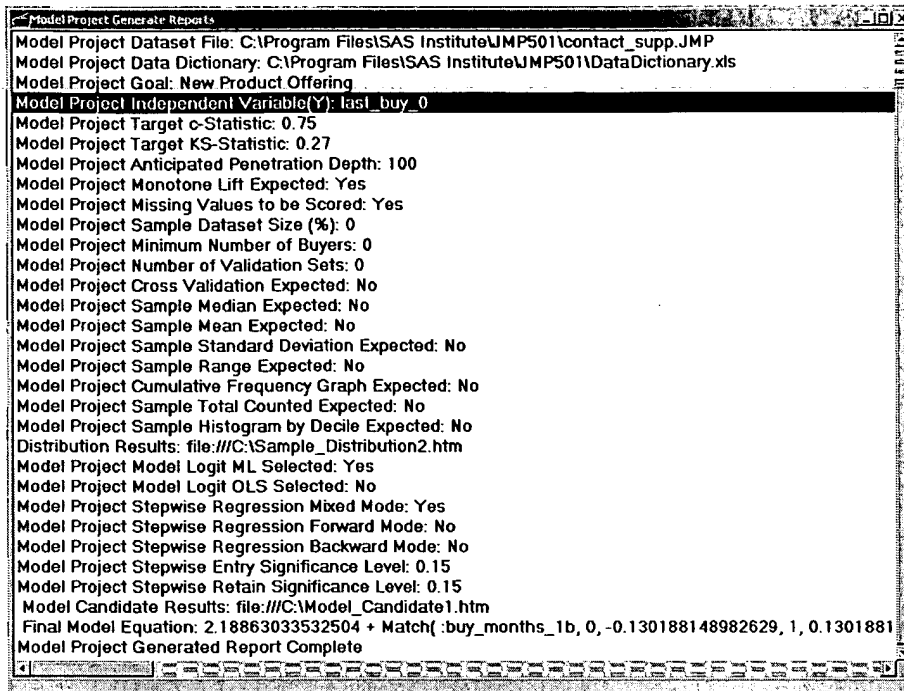 Model Project Generate Reports
Model Project Dataset File: C:\Program Files\SAS Institute\JMP501\contact_supp.JMP
Model Project Data Dictionary: C:\Program Files\SAS Institute\JMP501\DataDictionary.xls
Model Project Goal: New Product Offering
Model Project Independent Variable(Y): last_buy_0
Model Project Target c-Statistic: 0.75
Model Project Target KS-Statistic: 0.27
Model Project Anticipated Penetration Depth: 100
Model Project Monotone Lift Expected: Yes
Model Project Missing Values to be Scored: Yes
Model Project Sample Dataset Size (%): 0
Model Project Minimum Number of Buyers: 0
Model Project Number of Validation Sets: 0
Model Project Cross Validation Expected: No
Model Project Sample Median Expected: No
Model Project Sample Mean Expected: No
Model Project Sample Standard Deviation Expected: No
Model Project Sample Range Expected: No
Model Project Cumulative Frequency Graph Expected: No
Model Project Sample Total Counted Expected: No
Model Project Sample Histogram by Decile Expected: No
Distribution Results: file:///C:\Sample_Distribution2.htm
Model Project Model Logit ML Selected: Yes
Model Project Model Logit OLS Selected: No
Model Project Stepwise Regression Mixed Mode: Yes
Model Project Stepwise Regression Forward Mode: No
Model Project Stepwise Regression Backward Mode: No
Model Project Stepwise Entry Significance Level: 0.15
Model Project Stepwise Retain Significance Level: 0.15
Model Candidate Results: file:///C:\Model_Candidate1.htm
Final Model Equation: 2.18863033532504 + Match( :buy_months_1b, 0, -0.130188148982629, 1, 0.1301881
Model Project Generated Report Complete